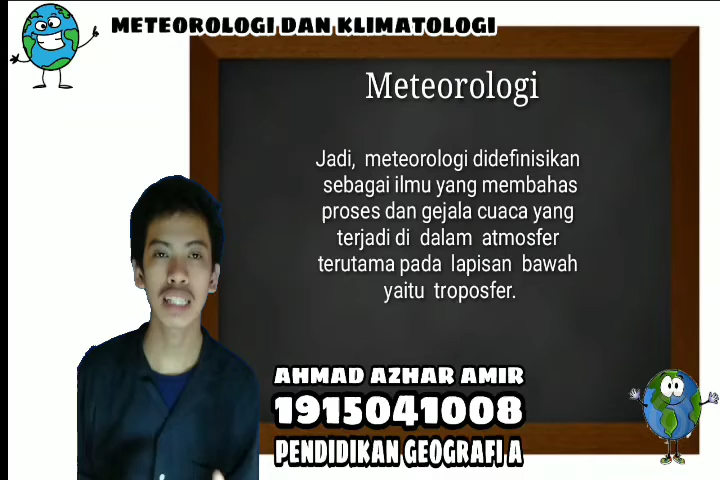 METEOROLOGI DAN KLIMATOLOGI
Meteorologi
Jadi, meteorologi didefinisikan
sebagai ilmu yang membahas
proses dan gejala cuaca yang
terjadi di dalam atmosfer
terutama pada lapisan bawah
yaitu troposfer.
AHMAD AZHAR AMIR
1915041008
PENDIDIKAN GEOGRAFI A